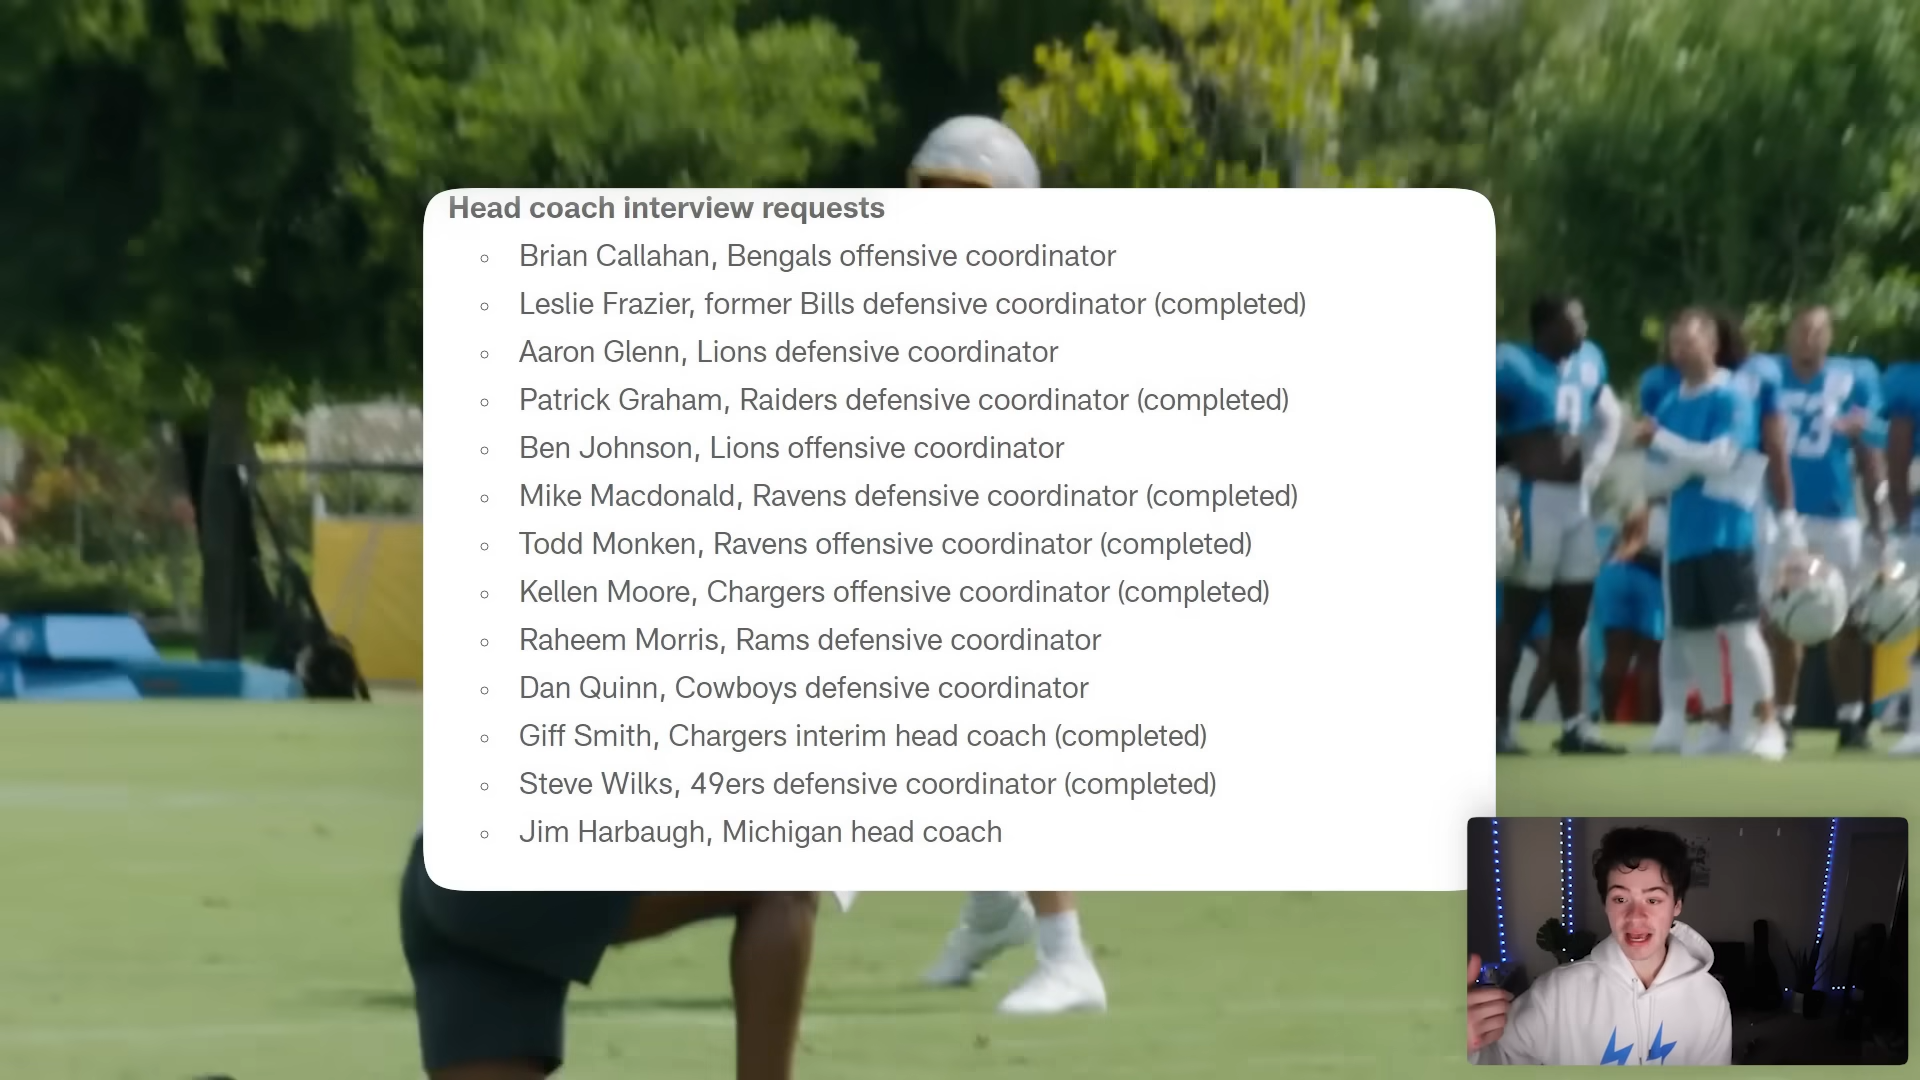 Head coach interview requests
Brian Callahan, Bengals offensive coordinator
Leslie Frazier, former Bills defensive coordinator (completed)
Aaron Glenn, Lions defensive coordinator
Patrick Graham, Raiders defensive coordinator (completed)
Ben Johnson, Lions offensive coordinator
Mike Macdonald, Ravens defensive coordinator (completed)
Todd Monken, Ravens offensive coordinator (completed)
Kellen Moore, Chargers offensive coordinator (completed)
Raheem Morris, Rams defensive coordinator
Dan Quinn, Cowboys defensive coordinator
Giff Smith, Chargers interim head coach (completed)
Steve Wilks, 49ers defensive coordinator (completed)
Jim Harbaugh, Michigan head coach
9
53